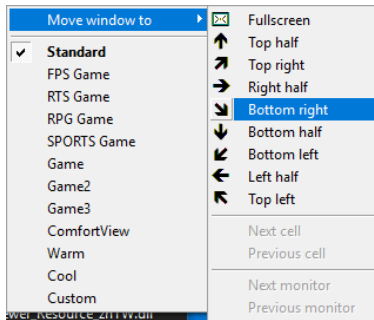 Move window to
Standard
FPS Game
RTS Game
RPG Game
SPORTS Game
Game
Game2
Game3
ComfortView
Warm
Cool
Custom
Fullscreen
Top half
Top right
Right half
Bottom right
Bottom half
Bottom left
Left half
Top left
Next cell
Previous cell
Next monitor
Previous monitor